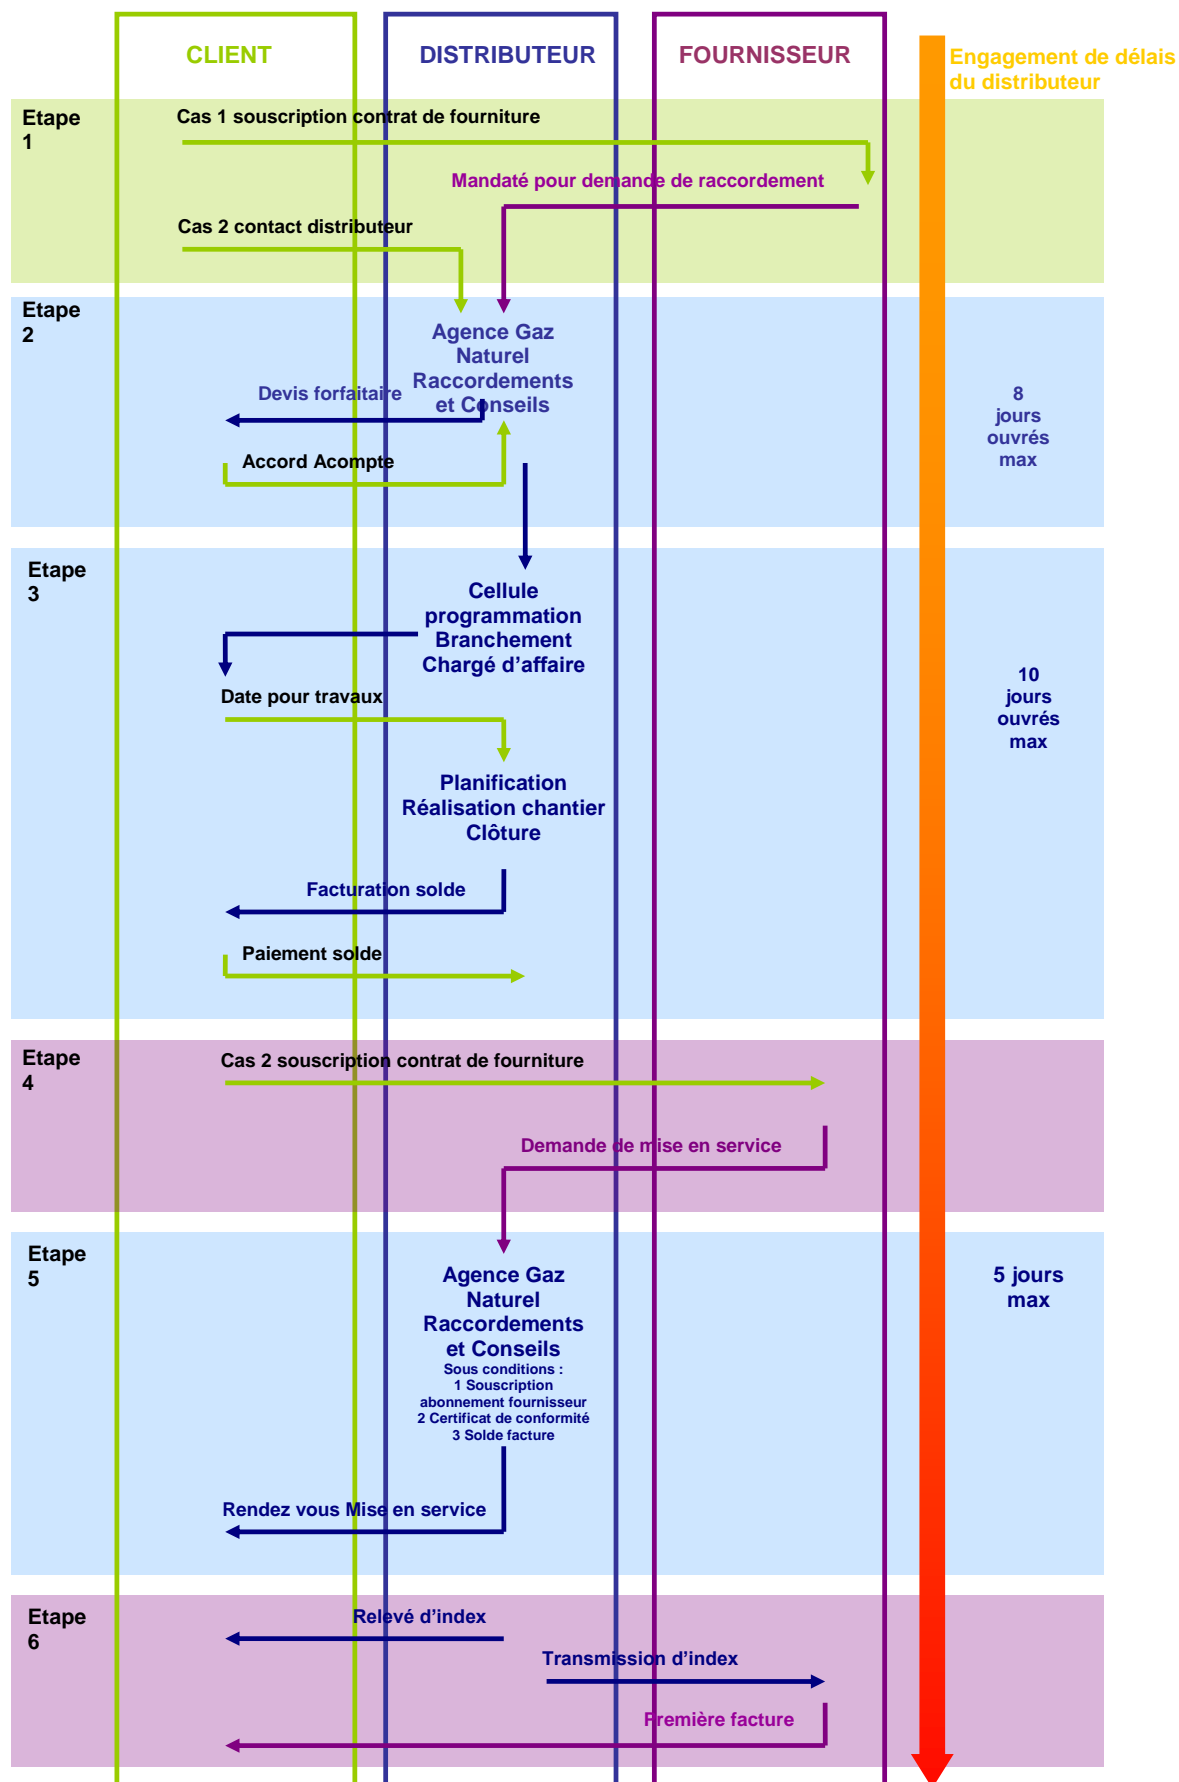 CLIENT
DISTRIBUTEUR
FOURNISSEUR
Engagement de délais
du distributeur
Etape
1
Cas 1 souscription contrat de fourniture
Mandaté pour demande de raccordement
Cas 2 contact distributeur
Etape
2
Agence Gaz
Naturel
Raccordements
et Conseils
Devis forfaitaire
8
jours
ouvrés
max
Accord Acompte
Etape
3
Cellule
programmation
Branchement
Chargé d’affaire
10
jours
ouvrés
max
Date pour travaux
Planification
Réalisation chantier
Clôture
Facturation solde
Paiement solde
Etape
4
Cas 2 souscription contrat de fourniture
Demande de mise en service
Etape
5
Agence Gaz
Naturel
Raccordements
et Conseils
Sous conditions :
1 Souscription
abonnement fournisseur
2 Certificat de conformité
3 Solde facture
5 jours
max
Rendez vous Mise en service
Etape
6
Relevé d’index
Transmission d’index
Première facture